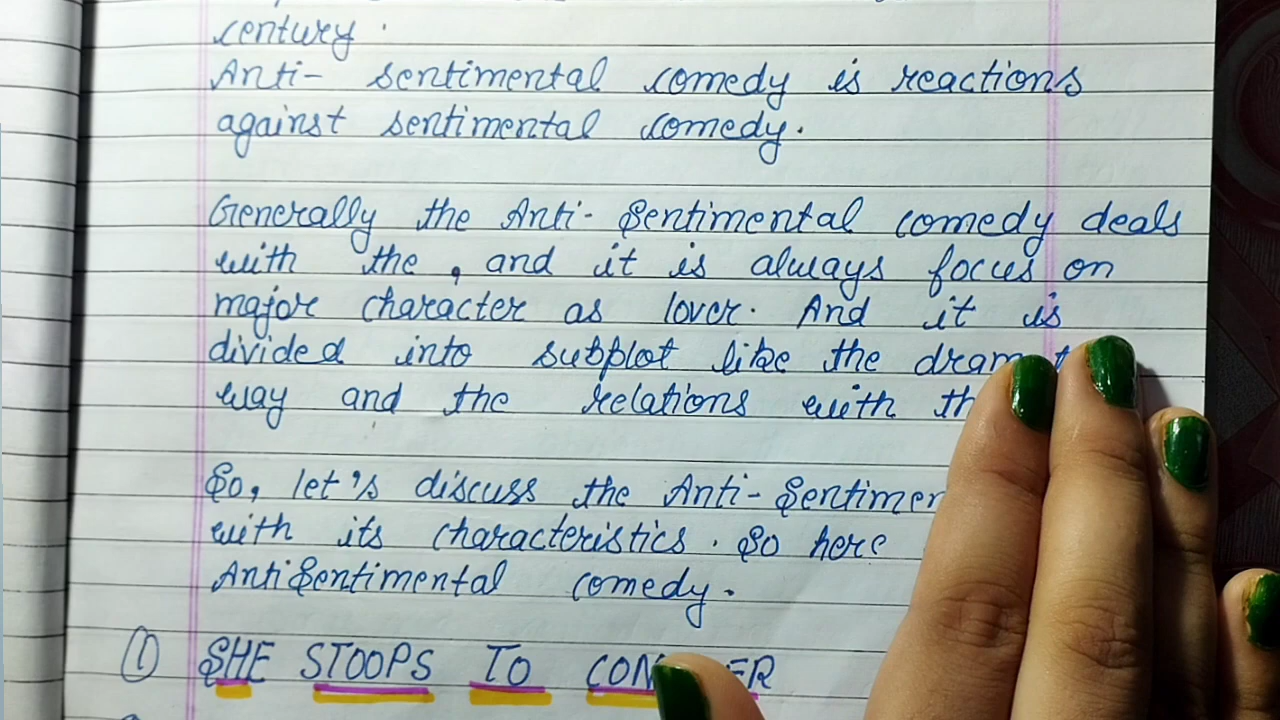 century.
Anti- sentimental comedy is reactions
against sentimental comedy.
Generally the Anti- Sentimental comedy deals
with the , and it is always focus on
major character as lover. And it is
divided into subplot like the
way and the relations with
So, let's discuss the Anti-
with its characteristics. So here
AntiSentimental comedy.
① SHE STOOPS TO